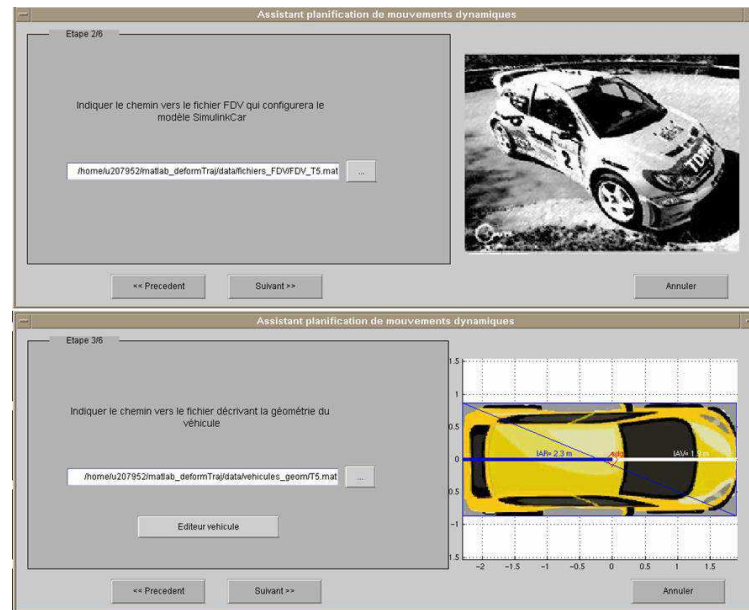 Assistant planification de mouvements dynamiques
Etape 2/6
Indiquer le chemin vers le fichier FDV qui configurera le
modèle SimulinkCar
/home/u207952/matlab_deformTraj/data/fichiers_FDV/FDV_T5.mat
...
<< Precedent
Suivant >>
Annuler
Assistant planification de mouvements dynamiques
Etape 3/6
Indiquer le chemin vers le fichier décrivant la géométrie du
véhicule
/home/u207952/matlab_deformTraj/data/vehicules_geom/T5.mat
...
Editeur vehicule
<< Precedent
Suivant >>
1.5
1
0.5
0
0.5
-1
1.5
-2
-1.5
-1
-0.5
0
0.5
1
1.5
lAR= 2.3 m
Annuler